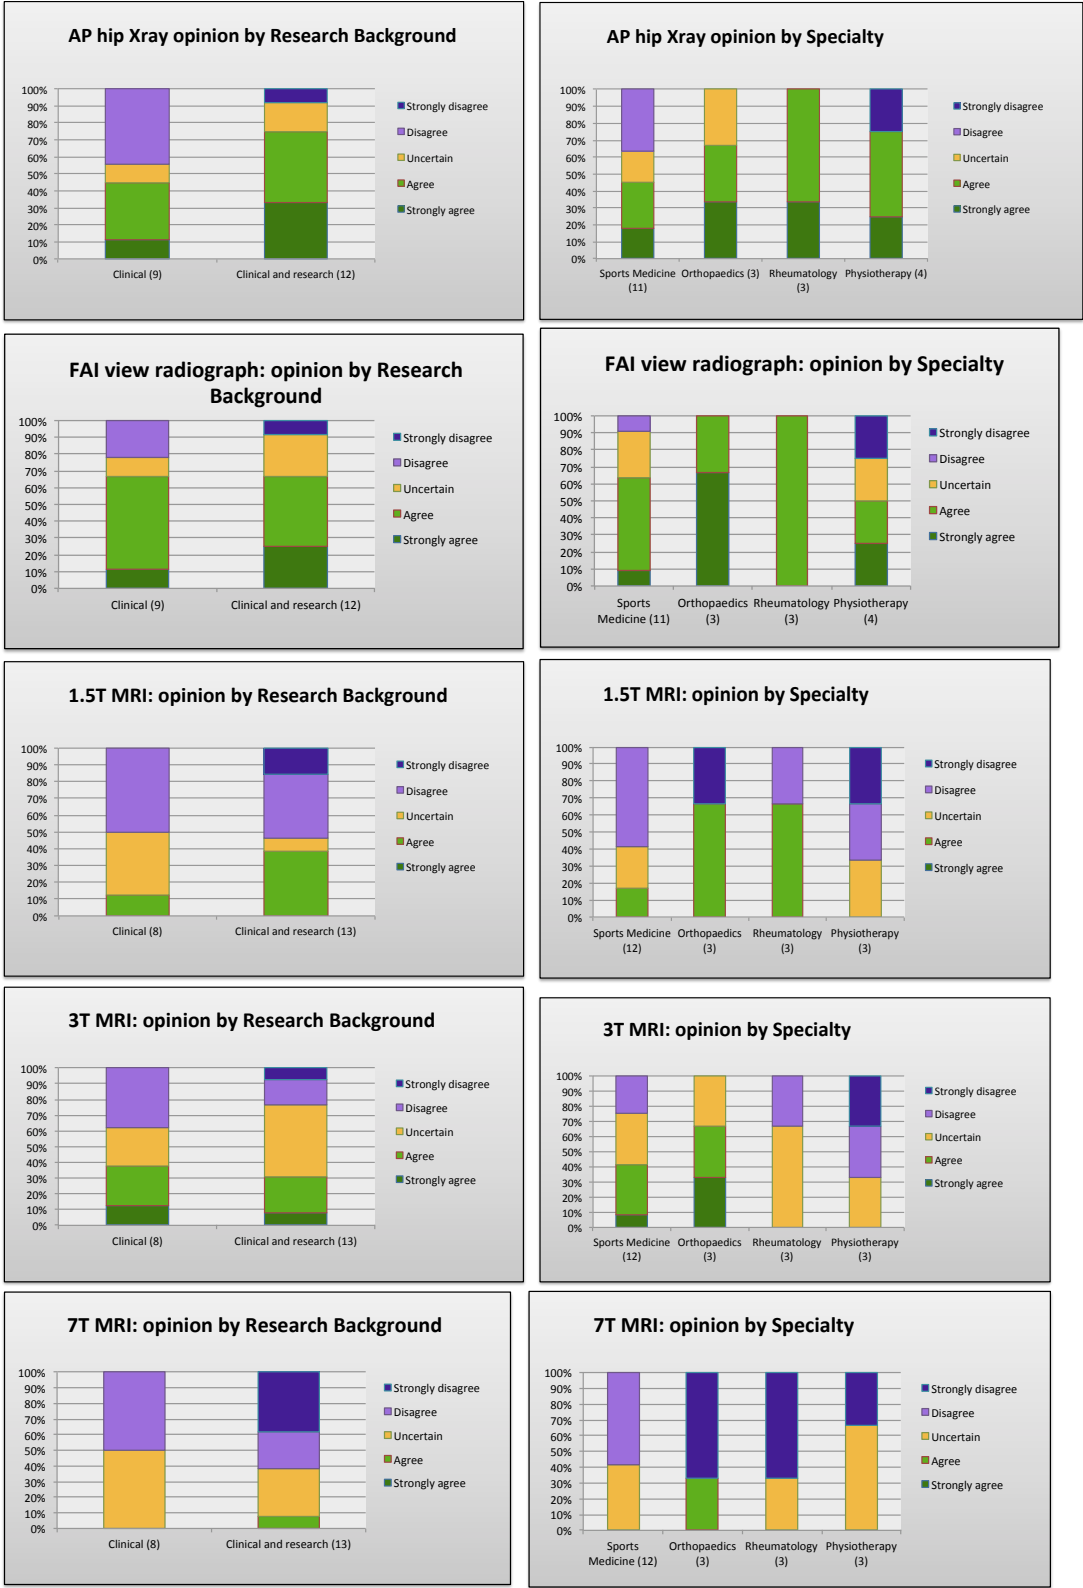 AP hip Xray opinion by Research Background
100%
90%
80%
70%
60%
50%
40%
30%
20%
10%
0%
Clinical (9)
Clinical and research (12)
Strongly disagree
Disagree
Uncertain
Agree
Strongly agree
AP hip Xray opinion by Specialty
100%
90%
80%
70%
60%
50%
40%
30%
20%
10%
0%
Sports Medicine
(11)
Orthopaedics (3)
Rheumatology
(3)
Physiotherapy (4)
Strongly disagree
Disagree
Uncertain
Agree
Strongly agree
FAI view radiograph: opinion by Research
Background
100%
90%
80%
70%
60%
50%
40%
30%
20%
10%
0%
Clinical (9)
Clinical and research (12)
Strongly disagree
Disagree
Uncertain
Agree
Strongly agree
FAI view radiograph: opinion by Specialty
100%
90%
80%
70%
60%
50%
40%
30%
20%
10%
0%
Sports
Medicine (11)
Orthopaedics
(3)
Rheumatology
(3)
Physiotherapy
(4)
Strongly disagree
Disagree
Uncertain
Agree
Strongly agree
1.5T MRI: opinion by Research Background
100%
90%
80%
70%
60%
50%
40%
30%
20%
10%
0%
Clinical (8)
Clinical and research (13)
Strongly disagree
Disagree
Uncertain
Agree
Strongly agree
1.5T MRI: opinion by Specialty
100%
90%
80%
70%
60%
50%
40%
30%
20%
10%
0%
Sports Medicine
(12)
Orthopaedics
(3)
Rheumatology
(3)
Physiotherapy
(3)
Strongly disagree
Disagree
Uncertain
Agree
Strongly agree
3T MRI: opinion by Research Background
100%
90%
80%
70%
60%
50%
40%
30%
20%
10%
0%
Clinical (8)
Clinical and research (13)
Strongly disagree
Disagree
Uncertain
Agree
Strongly agree
3T MRI: opinion by Specialty
100%
90%
80%
70%
60%
50%
40%
30%
20%
10%
0%
Sports Medicine
(12)
Orthopaedics
(3)
Rheumatology
(3)
Physiotherapy
(3)
Strongly disagree
Disagree
Uncertain
Agree
Strongly agree
7T MRI: opinion by Research Background
100%
90%
80%
70%
60%
50%
40%
30%
20%
10%
0%
Clinical (8)
Clinical and research (13)
Strongly disagree
Disagree
Uncertain
Agree
Strongly agree
7T MRI: opinion by Specialty
100%
90%
80%
70%
60%
50%
40%
30%
20%
10%
0%
Sports
Medicine (12)
Orthopaedics
(3)
Rheumatology
(3)
Physiotherapy
(3)
Strongly disagree
Disagree
Uncertain
Agree
Strongly agree